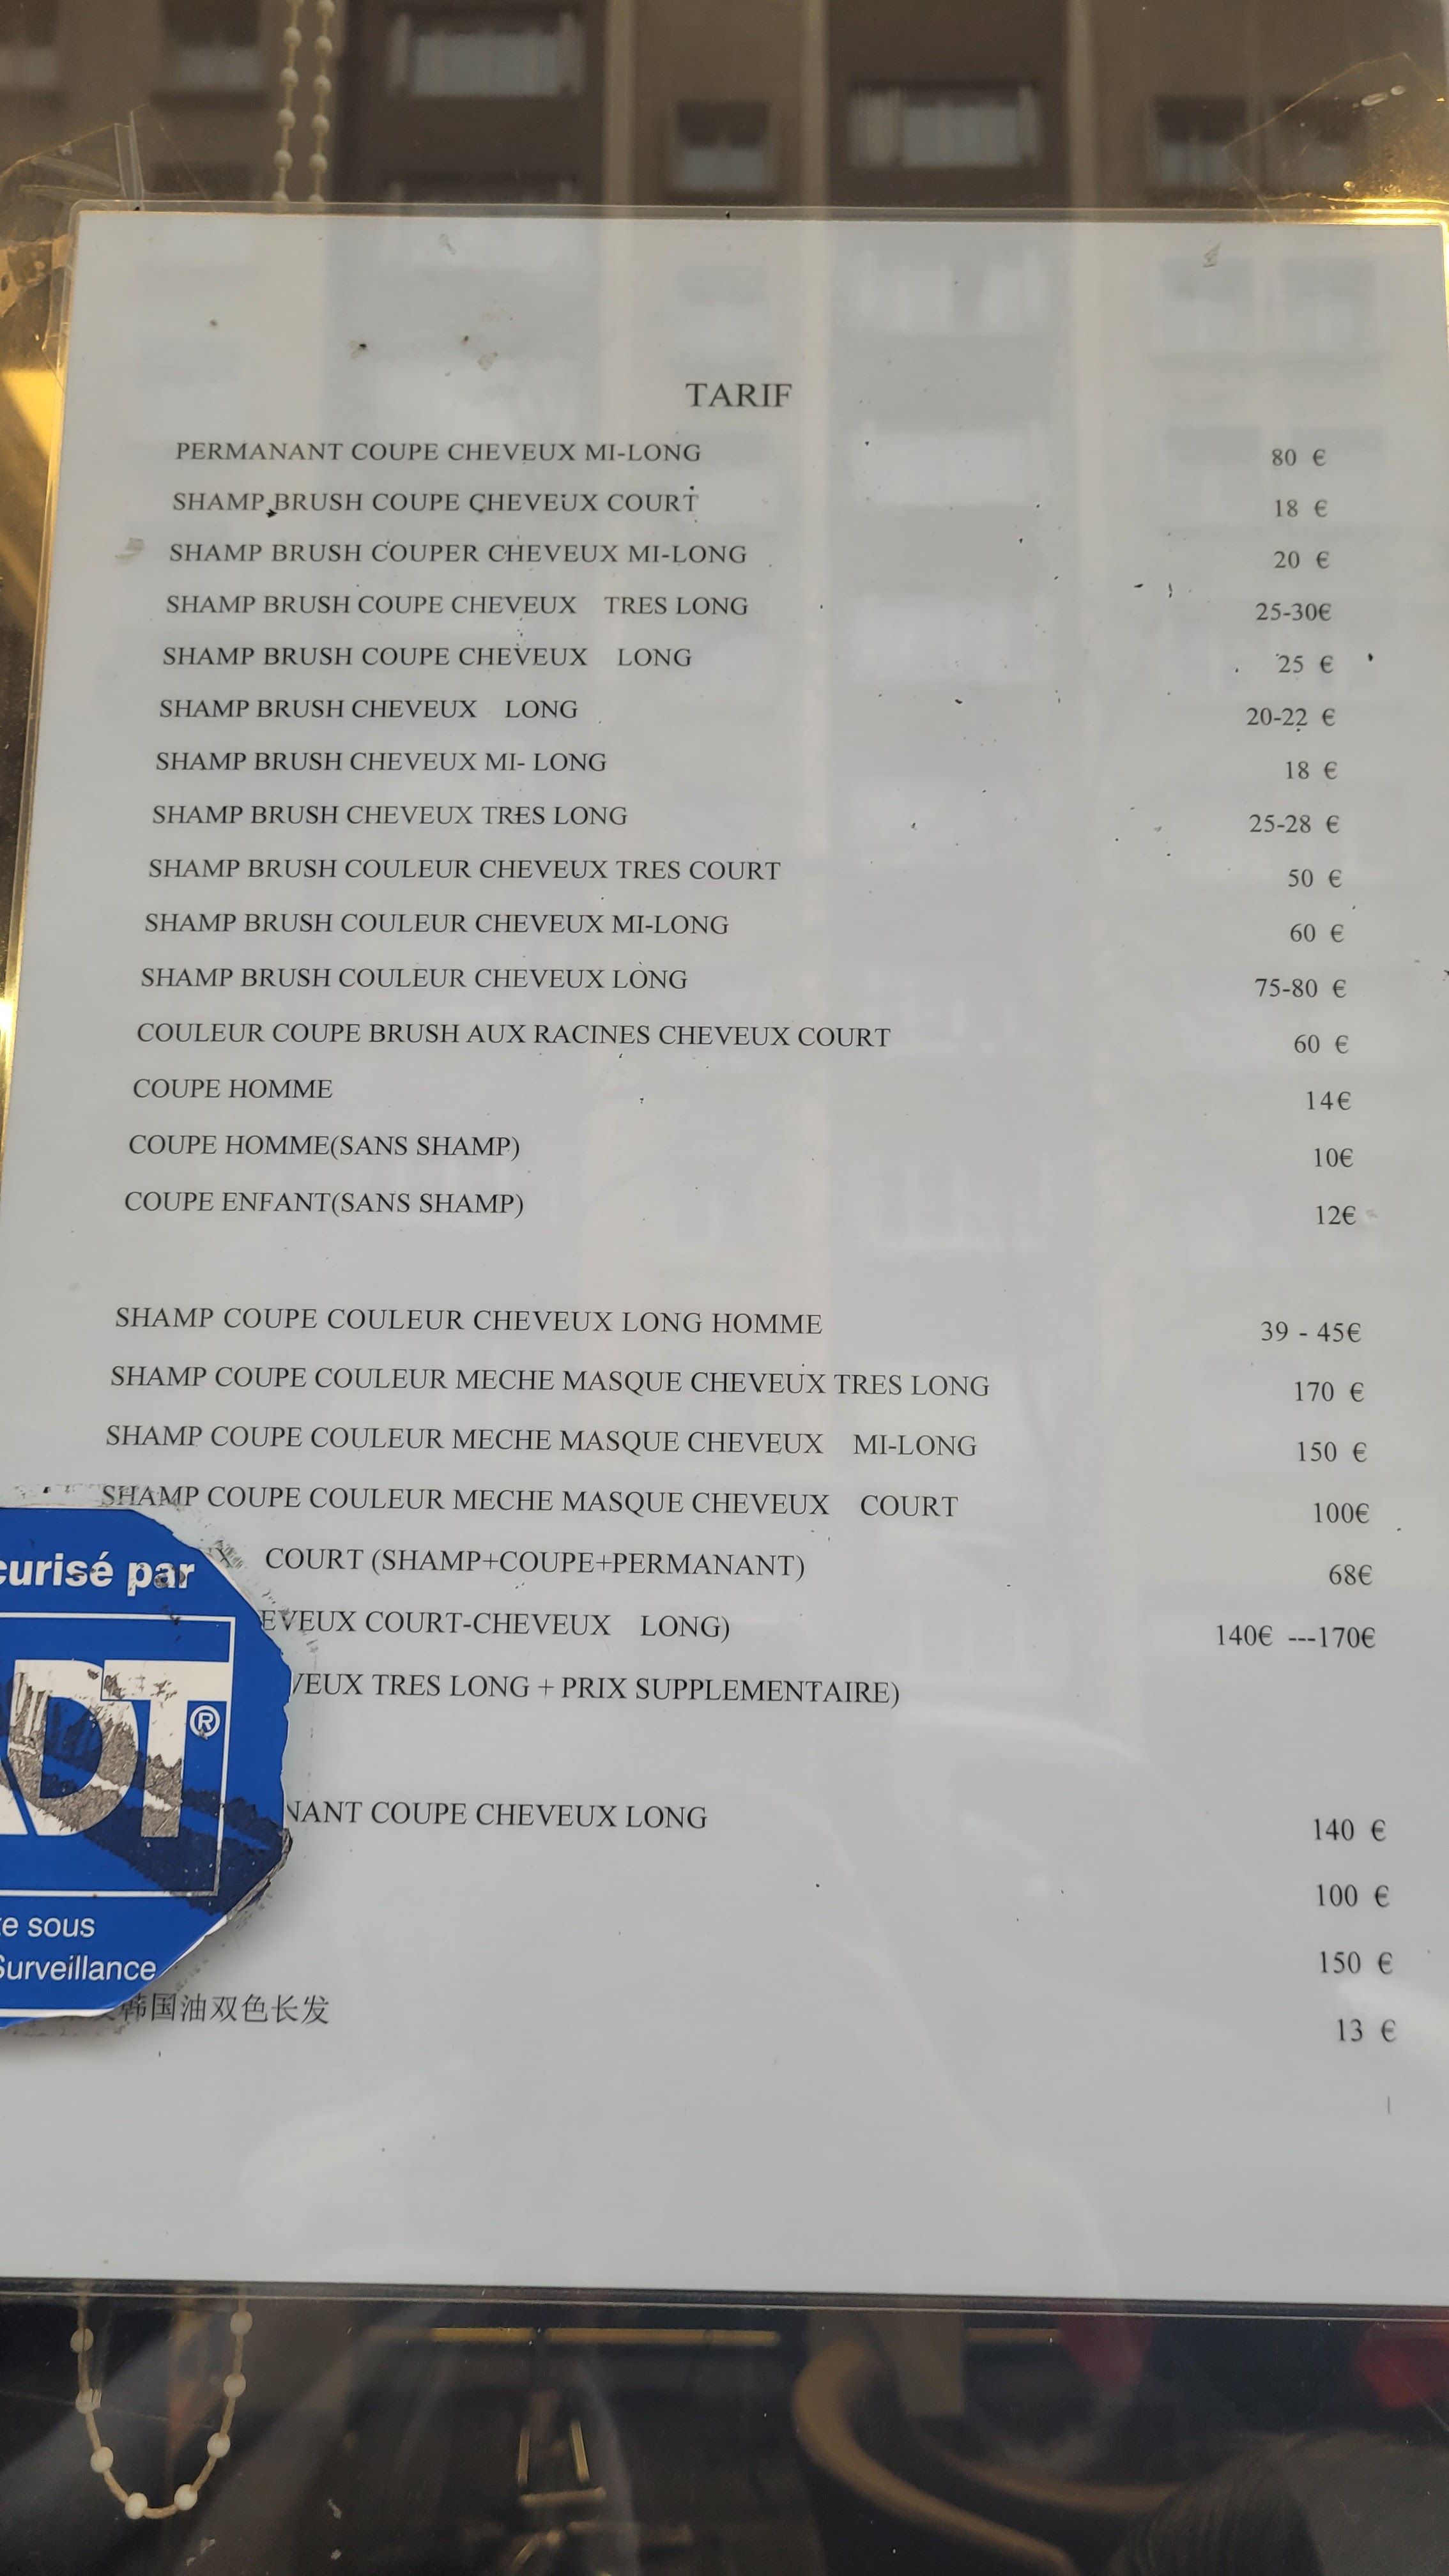 TARIF
PERMANANT COUPE CHEVEUX MI-LONG 80 €
SHAMP BRUSH COUPE CHEVEUX COURT 18 €
SHAMP BRUSH COUPER CHEVEUX MI-LONG 20 €
SHAMP BRUSH COUPE CHEVEUX TRES LONG 25-30€
SHAMP BRUSH COUPE CHEVEUX LONG 25 €
SHAMP BRUSH CHEVEUX LONG 20-22 €
SHAMP BRUSH CHEVEUX MI- LONG 18 €
SHAMP BRUSH CHEVEUX TRES LONG 25-28 €
SHAMP BRUSH COULEUR CHEVEUX TRES COURT 50 €
SHAMP BRUSH COULEUR CHEVEUX MI-LONG 60 €
SHAMP BRUSH COULEUR CHEVEUX LONG 75-80 €
COULEUR COUPE BRUSH AUX RACINES CHEVEUX COURT 60 €
COUPE HOMME 14€
COUPE HOMME(SANS SHAMP) 10€
COUPE ENFANT(SANS SHAMP) 12€
SHAMP COUPE COULEUR CHEVEUX LONG HOMME 39 - 45€
SHAMP COUPE COULEUR MECHE MASQUE CHEVEUX TRES LONG 170 €
SHAMP COUPE COULEUR MECHE MASQUE CHEVEUX MI-LONG 150 €
SHAMP COUPE COULEUR MECHE MASQUE CHEVEUX COURT 100€
COURT (SHAMP+COUPE+PERMANANT) 68€
EVEUX COURT-CHEVEUX LONG) 140€ ---170€
VEUX TRES LONG + PRIX SUPPLEMENTAIRE)
NANT COUPE CHEVEUX LONG 140 €
100 €
150 €
韩国油双色长发 13 €
curisé par
ADT®
te sous
Surveillance